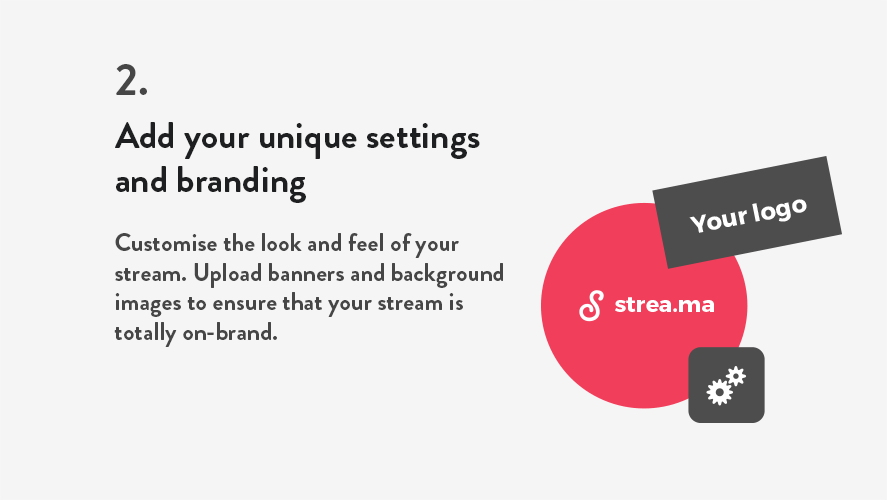 2.
Add your unique settings
and branding
Customise the look and feel of your
stream. Upload banners and background
images to ensure that your stream is
totally on-brand.
Your logo
strea.ma